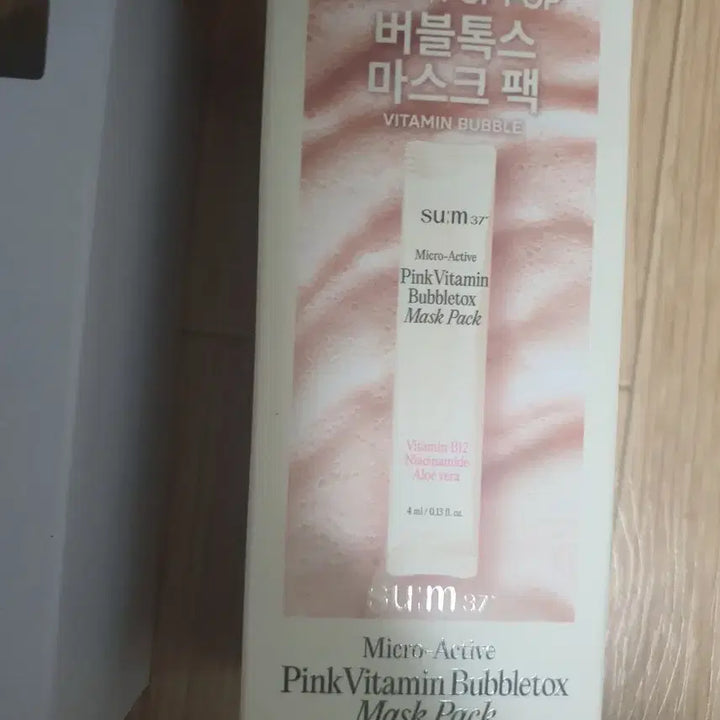 버블톡스
마스크 팩
VITAMIN BUBBLE
su:m37°
Micro-Active
Pink Vitamin
Bubbletox
Mask Pack
Vitamin B12
Niacinamide
Aloe vera
4 ml / 0.13 fl. oz.
su:m37°
Micro-Active
Pink Vitamin Bubbletox
Mask Pack